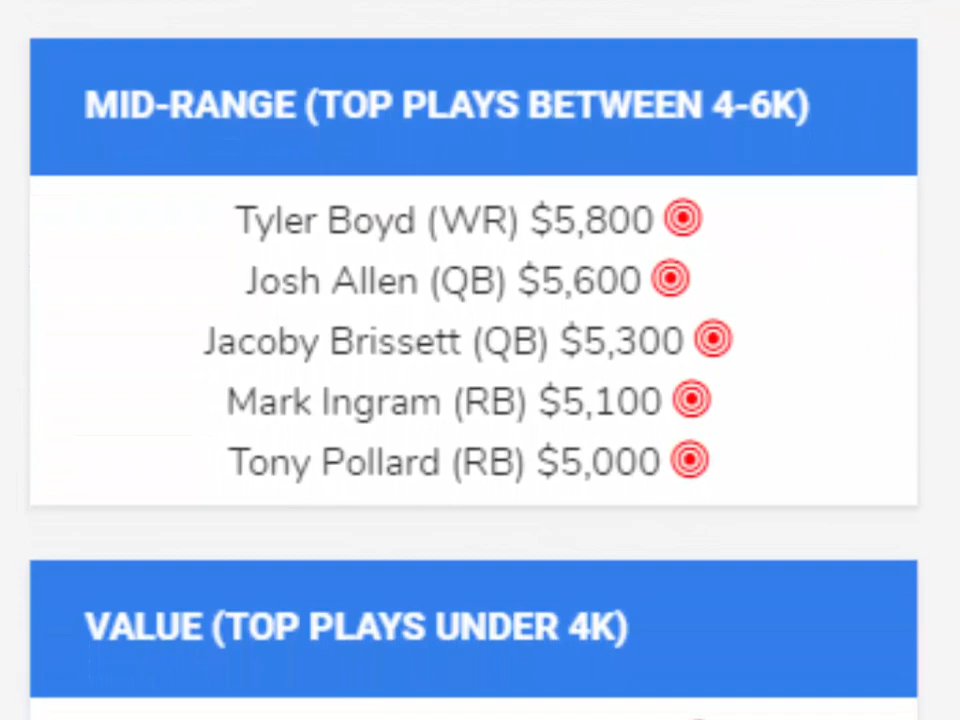 MID-RANGE (TOP PLAYS BETWEEN 4-6K)
Tyler Boyd (WR) $5,800
Josh Allen (QB) $5,600
Jacoby Brissett (QB) $5,300
Mark Ingram (RB) $5,100
Tony Pollard (RB) $5,000
VALUE (TOP PLAYS UNDER 4K)